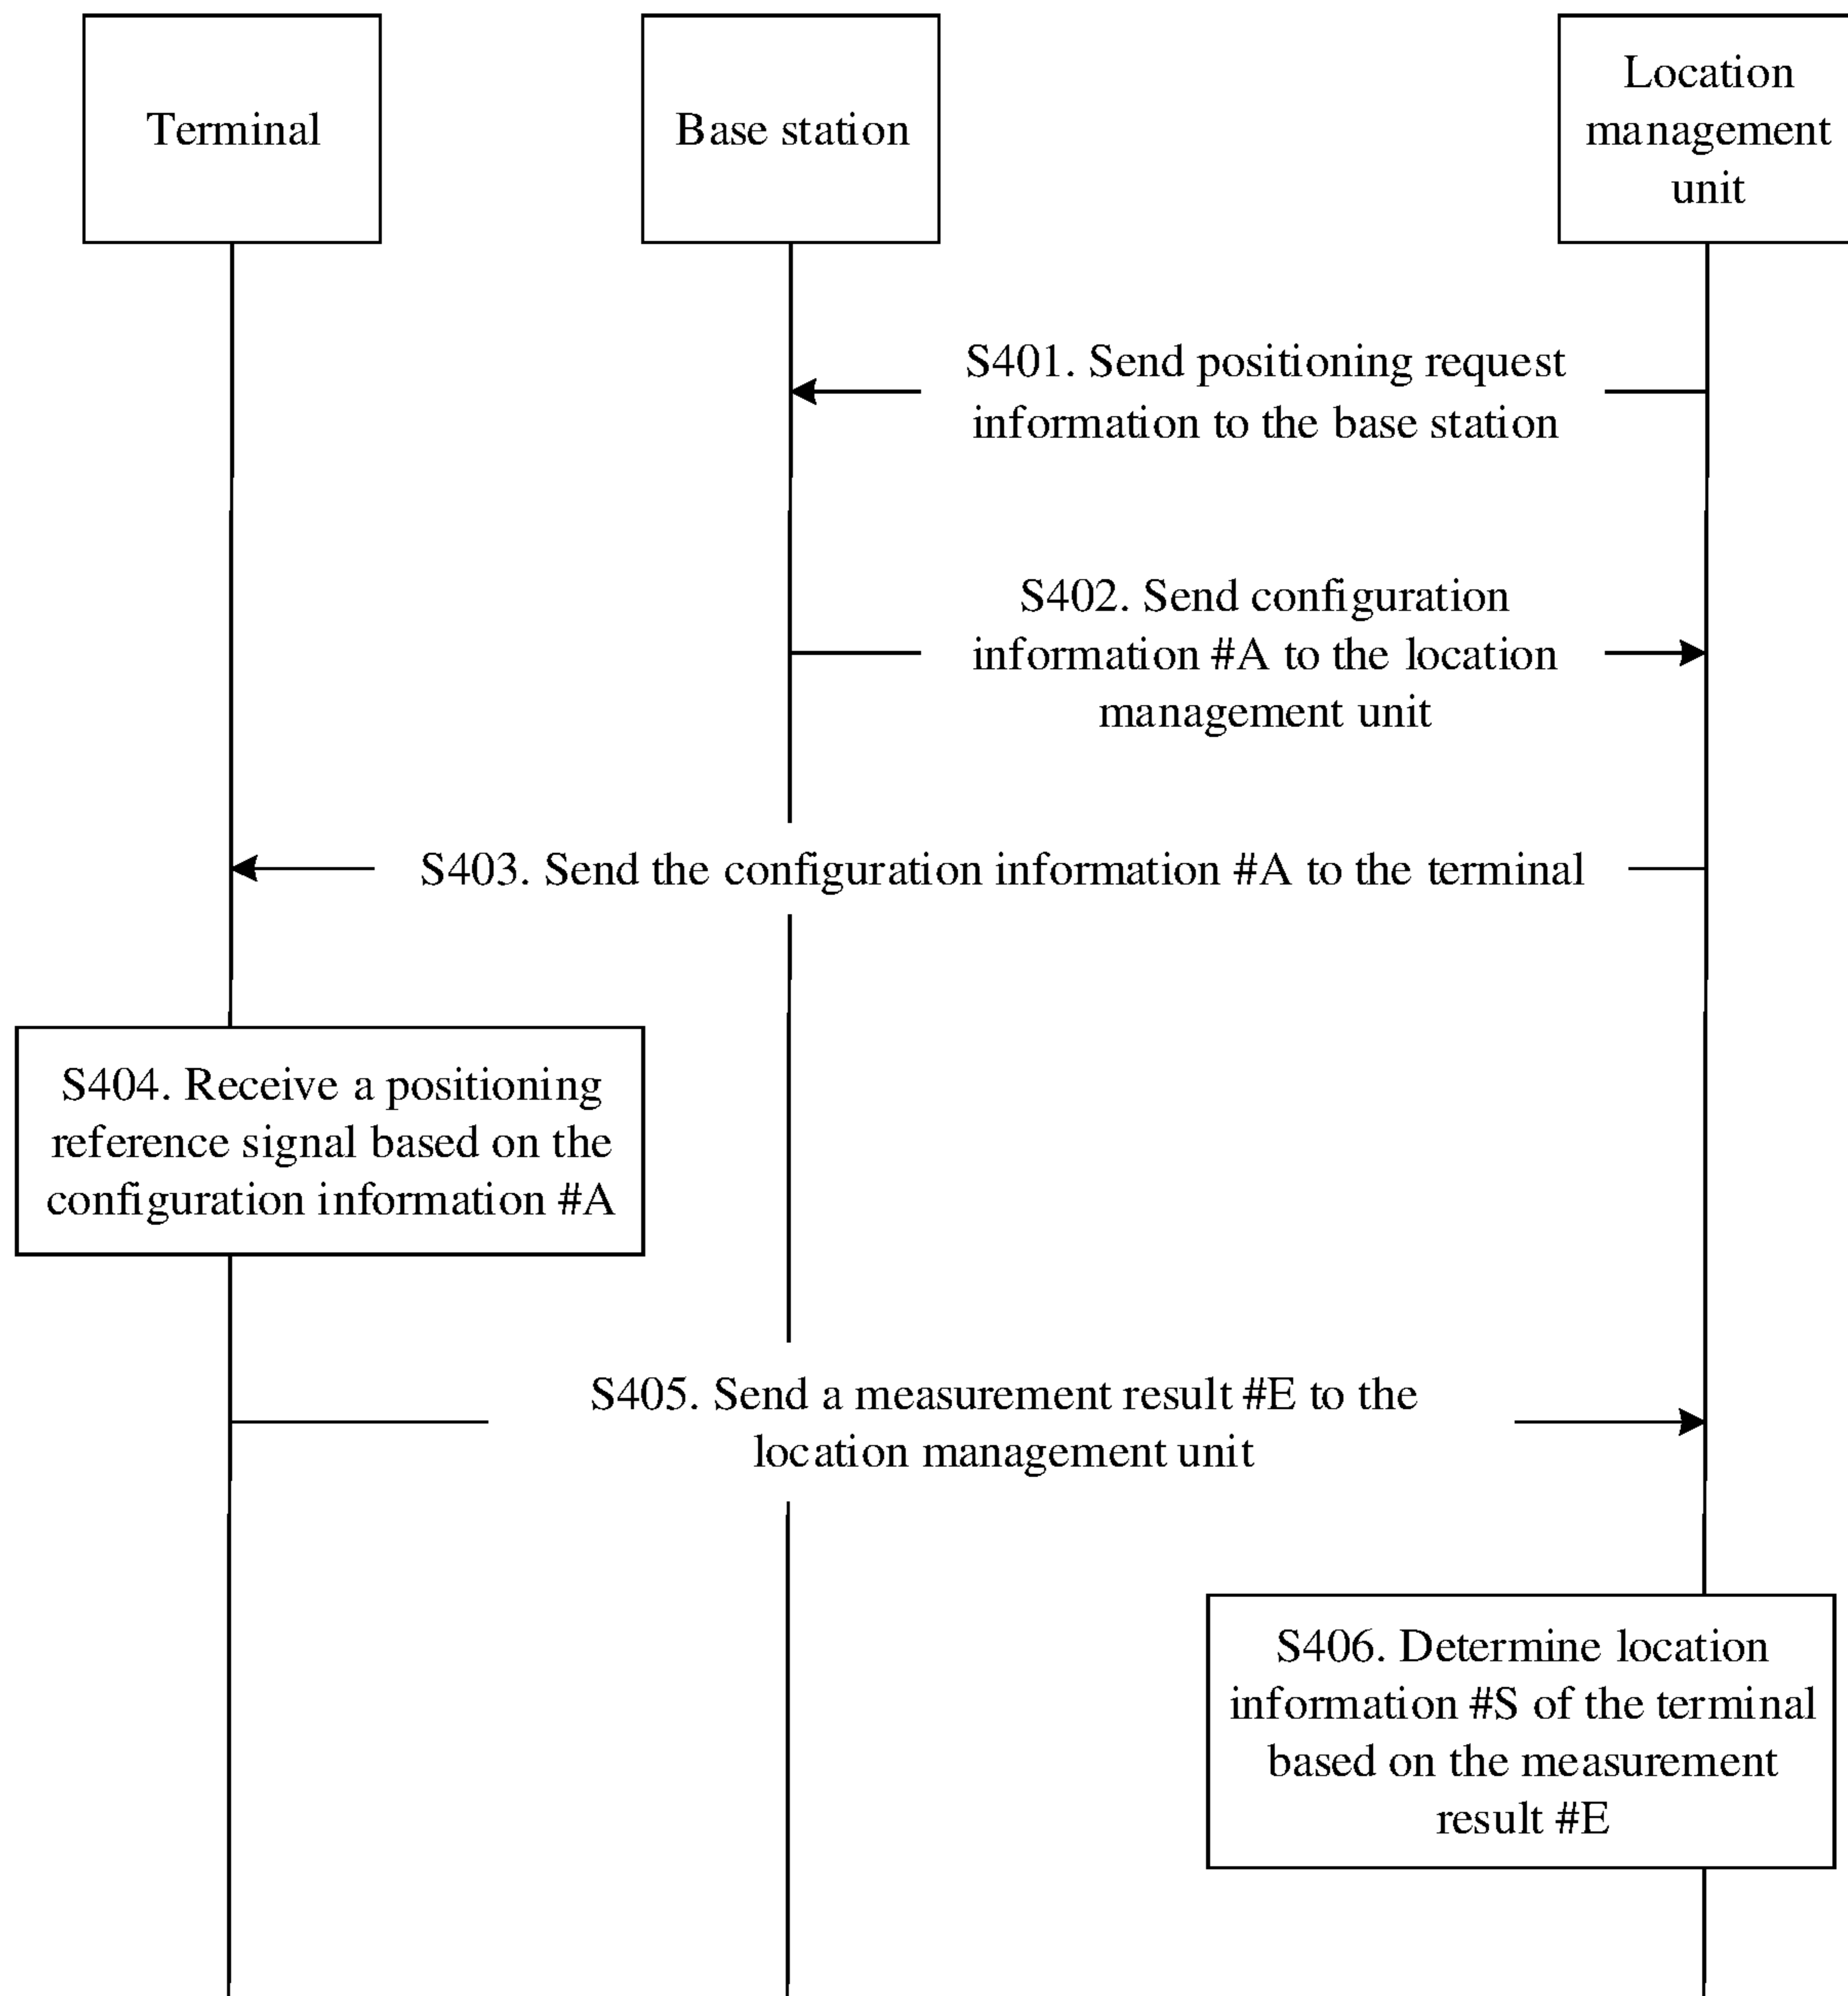 Terminal
Base station
Location
management
unit
S401. Send positioning request
information to the base station
S402. Send configuration
information #A to the location
management unit
S403. Send the configuration information #A to the terminal
S404. Receive a positioning
reference signal based on the
configuration information #A
S405. Send a measurement result #E to the
location management unit
S406. Determine location
information #S of the terminal
based on the measurement
result #E